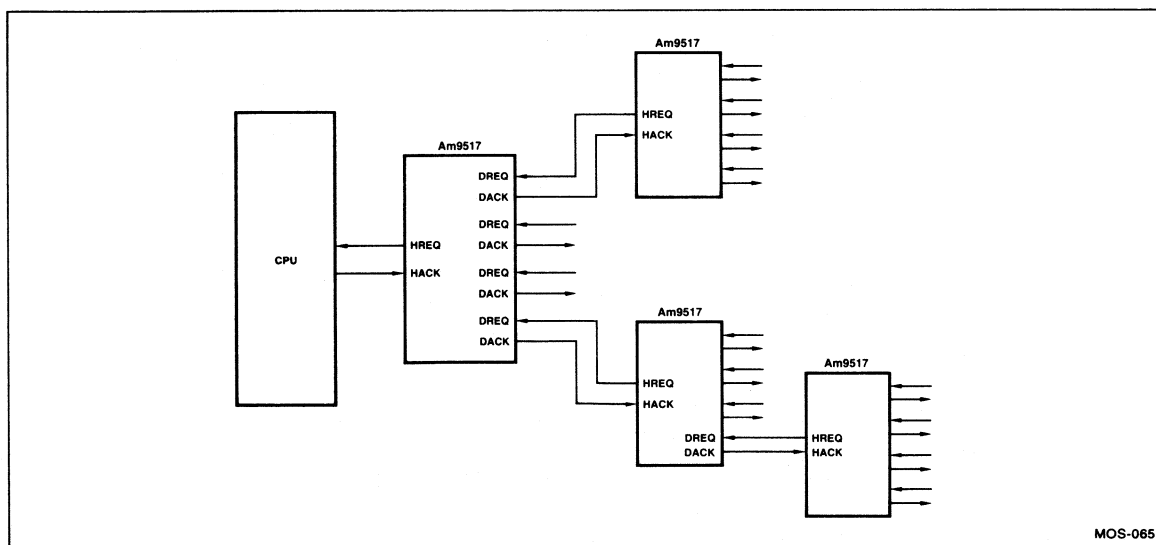 Am9517
HREQ
HACK
Am9517
DREQ
DACK
DREQ
HREQ
DACK
CPU
HACK
DREQ
DACK
DREQ
DACK
Am9517
HREQ
HACK
DREQ
DACK
Am9517
HREQ
HACK
MOS-065